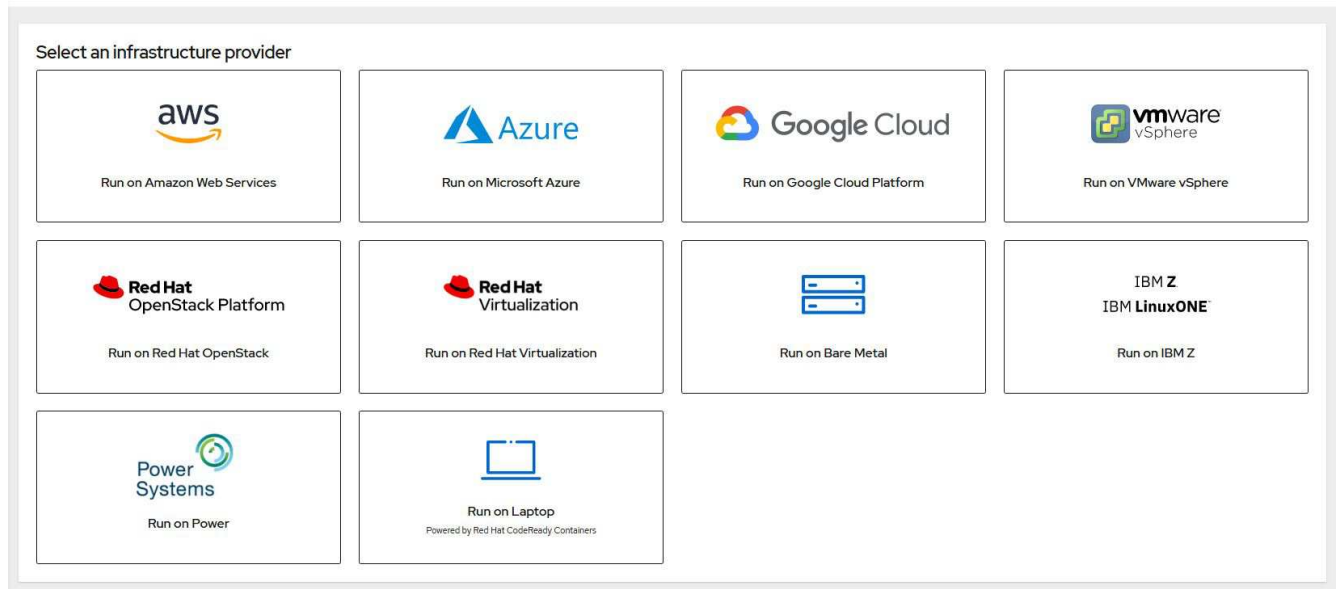 Select an infrastructure provider
aws
Run on Amazon Web Services
Azure
Run on Microsoft Azure
Google Cloud
Run on Google Cloud Platform
vmware
vSphere
Run on VMware vSphere
Red Hat
OpenStack Platform
Run on Red Hat OpenStack
Red Hat
Virtualization
Run on Red Hat Virtualization
Run on Bare Metal
IBM Z
IBM LinuxONE™
Run on IBM Z
Power
Systems
Run on Power
Run on Laptop
Powered by Red Hat CodeReady Containers